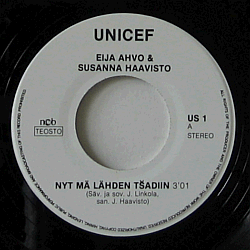 UNICEF
EIJA AHVO &
SUSANNA HAAVISTO
ncb
TEOSTO
US 1
A
STEREO
NYT MÄ LÄHDEN TŠADIIN 3'01
(Säv. ja sov. J. Linkola,
san. J. Haavisto)